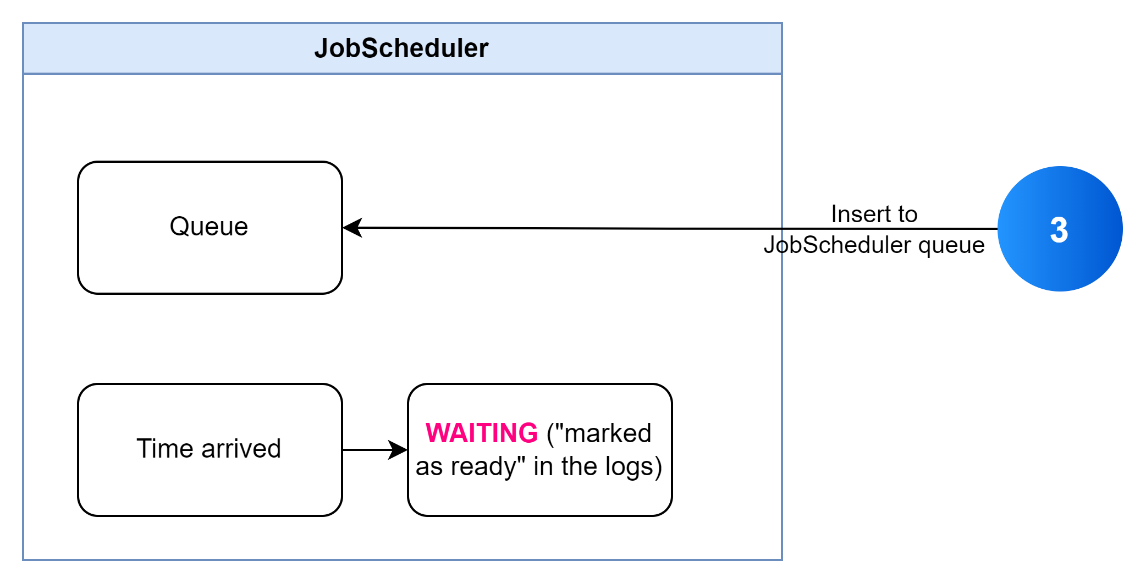 JobScheduler
Queue
Insert to
JobScheduler queue
3
Time arrived
WAITING ("marked
as ready" in the logs)